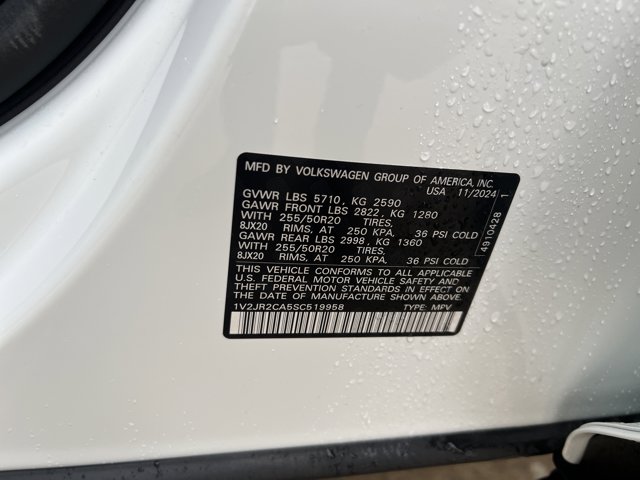 MFD BY VOLKSWAGEN GROUP OF AMERICA, INC.
USA 11/2024 1
GVWR LBS 5710, KG 2590
GAWR FRONT LBS 2822, KG 1280
WITH 255/50R20 TIRES,
8JX20 RIMS, AT 250 KPA, 36 PSI COLD
GAWR REAR LBS 2998, KG 1360
WITH 255/50R20 TIRES,
8JX20 RIMS, AT 250 KPA, 36 PSI COLD
4910428
THIS VEHICLE CONFORMS TO ALL APPLICABLE
U.S. FEDERAL MOTOR VEHICLE SAFETY AND
THEFT PREVENTION STANDARDS IN EFFECT ON
THE DATE OF MANUFACTURE SHOWN ABOVE.
1V2JR2CA5SC519958 TYPE: MPV